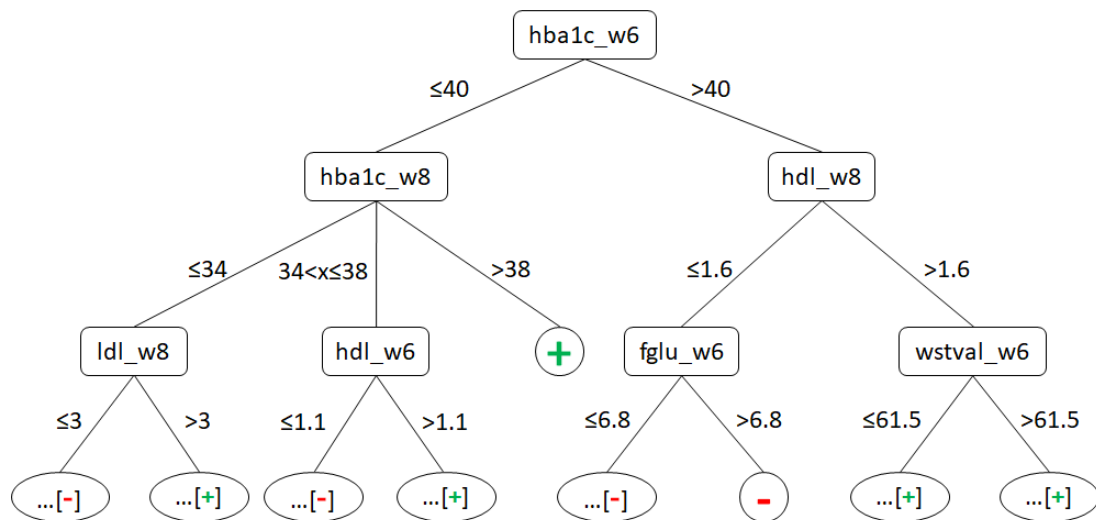 hba1c_w6
≤40 >40
hba1c_w8 hdl_w8
≤34 34<x≤38 >38 ≤1.6 >1.6
ldl_w8 hdl_w6 + fglu_w6 wstval_w6
≤3 >3 ≤1.1 >1.1 ≤6.8 >6.8 ≤61.5 >61.5
...[-] ...[+] ...[-] ...[+] ...[-] - ...[+] ...[+]